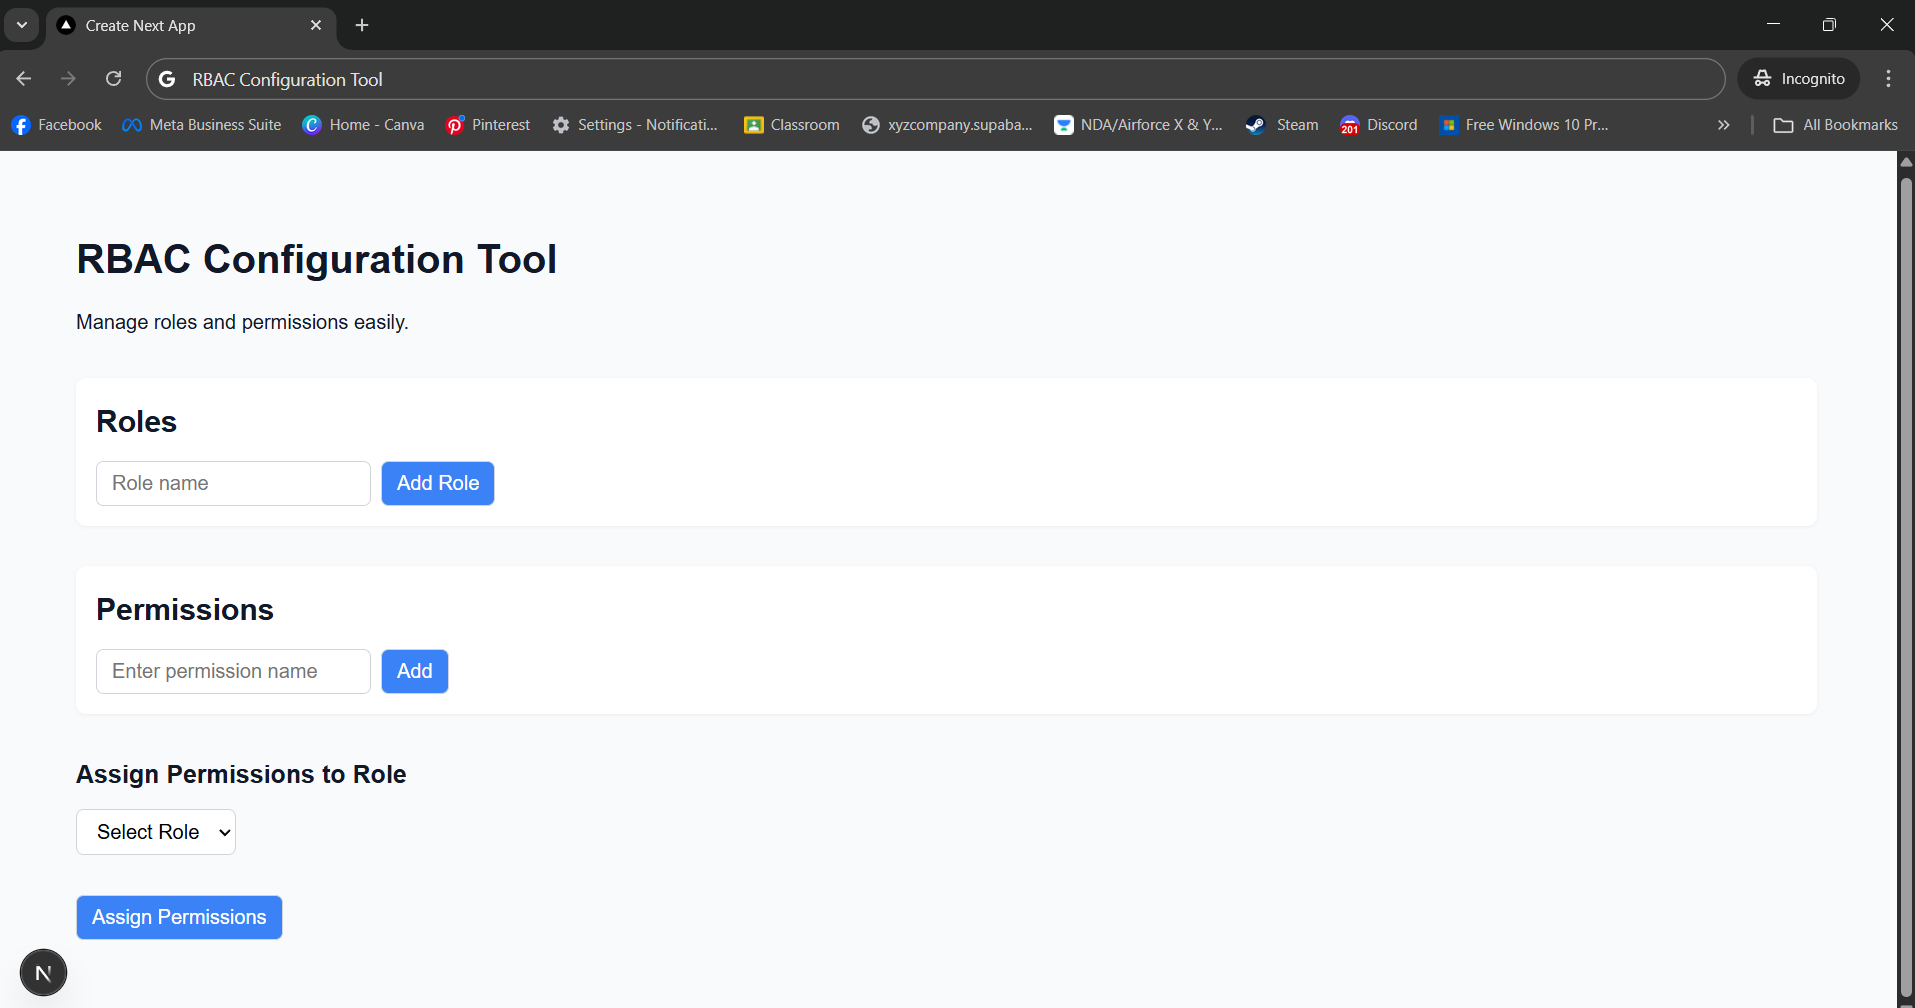 Create Next App
RBAC Configuration Tool
Incognito
Facebook
Meta Business Suite
Home - Canva
Pinterest
Settings - Notificati...
Classroom
xyzcompany.supaba...
NDA/Airforce X & Y...
201
Steam
Discord
Free Windows 10 Pr...
All Bookmarks
RBAC Configuration Tool
Manage roles and permissions easily.
Roles
Role name
Add Role
Permissions
Enter permission name
Add
Assign Permissions to Role
Select Role
Assign Permissions
N